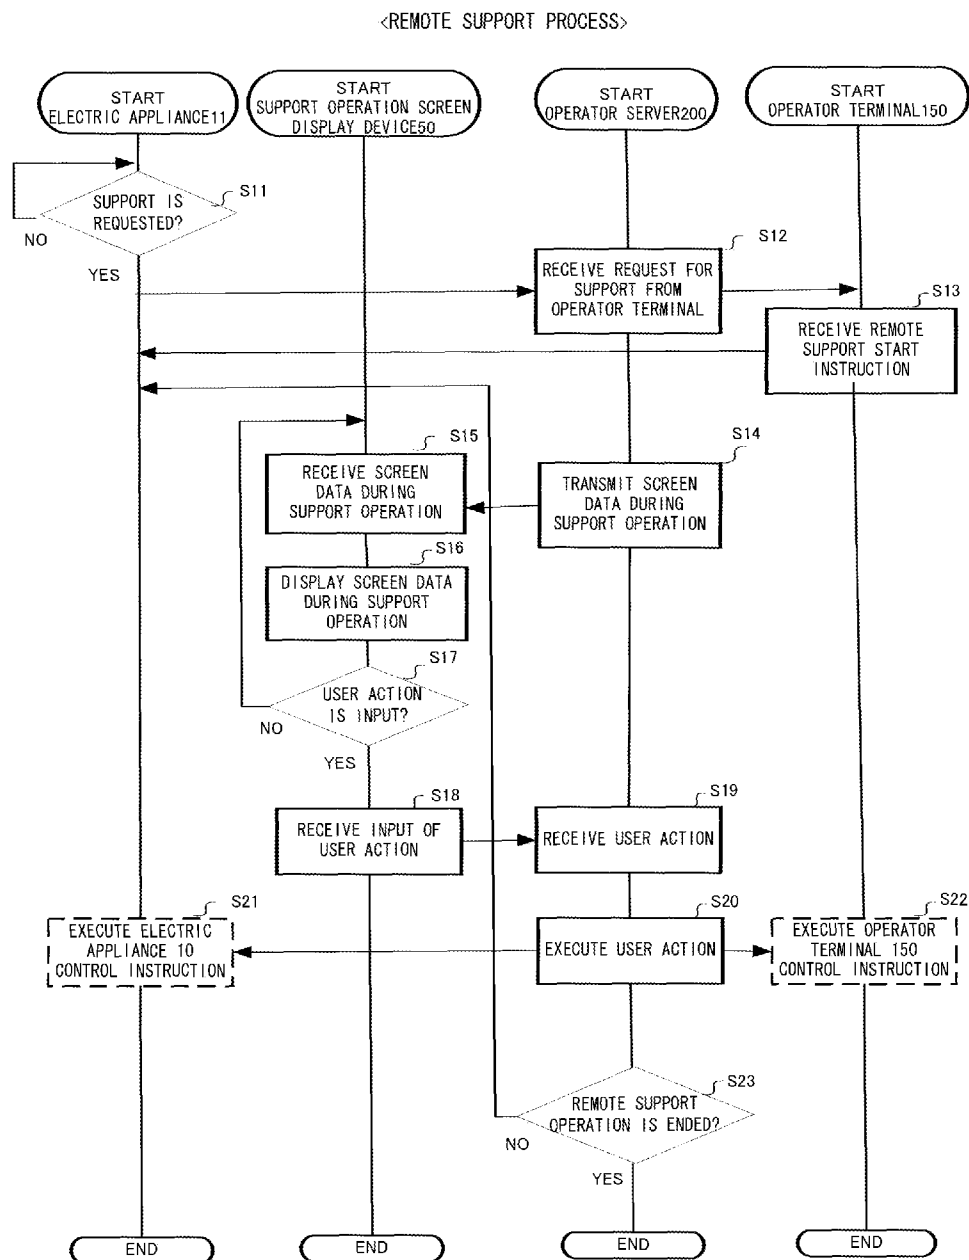 <REMOTE SUPPORT PROCESS>
START
ELECTRIC APPLIANCE11
START
SUPPORT OPERATION SCREEN
DISPLAY DEVICE50
START
OPERATOR SERVER200
START
OPERATOR TERMINAL150
S11
SUPPORT IS
REQUESTED?
NO
YES
S12
RECEIVE REQUEST FOR
SUPPORT FROM
OPERATOR TERMINAL
S13
RECEIVE REMOTE
SUPPORT START
INSTRUCTION
S14
TRANSMIT SCREEN
DATA DURING
SUPPORT OPERATION
S15
RECEIVE SCREEN
DATA DURING
SUPPORT OPERATION
S16
DISPLAY SCREEN DATA
DURING SUPPORT
OPERATION
S17
USER ACTION
IS INPUT?
NO
YES
S18
RECEIVE INPUT OF
USER ACTION
S19
RECEIVE USER ACTION
S20
EXECUTE USER ACTION
S21
EXECUTE ELECTRIC
APPLIANCE 10
CONTROL INSTRUCTION
S22
EXECUTE OPERATOR
TERMINAL 150
CONTROL INSTRUCTION
S23
REMOTE SUPPORT
OPERATION IS ENDED?
NO
YES
END
END
END
END